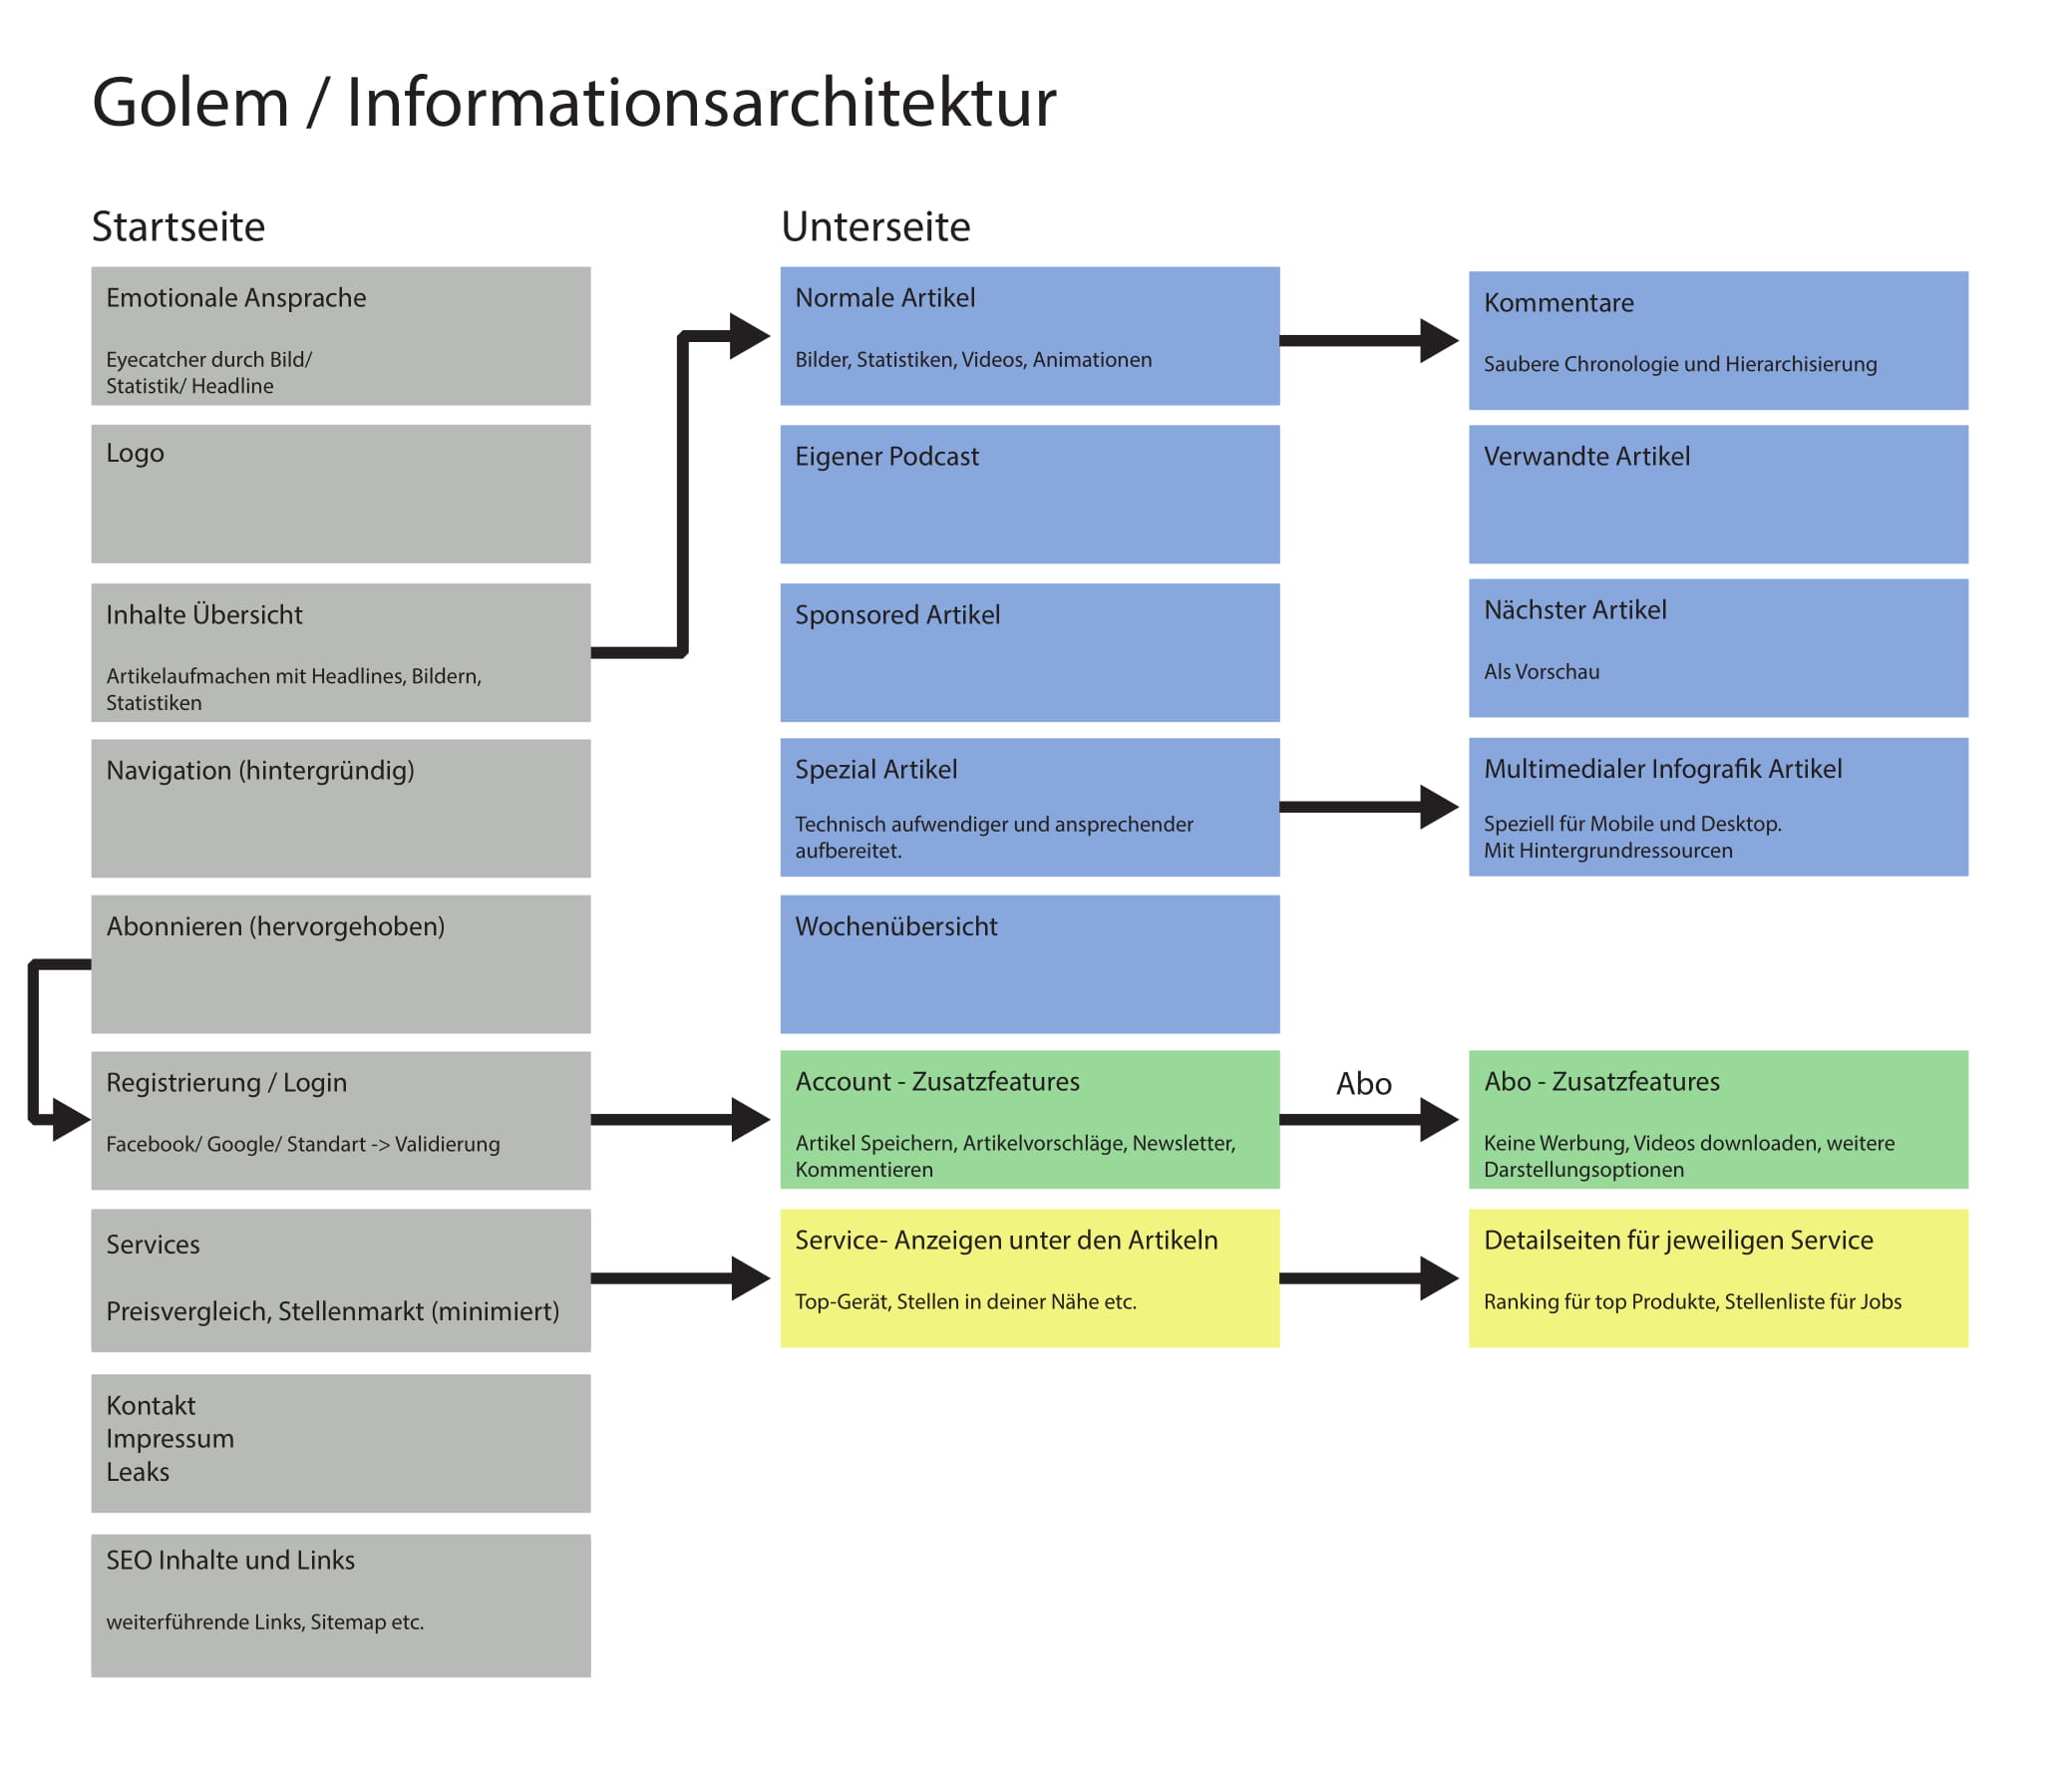 Golem / Informationsarchitektur
Startseite
Emotionale Ansprache
Eyecatcher durch Bild/
Statistik/ Headline
Logo
Inhalte Übersicht
Artikelaufmachen mit Headlines, Bildern,
Statistiken
Navigation (hintergründig)
Abonnieren (hervorgehoben)
Registrierung / Login
Facebook/ Google/ Standart -> Validierung
Services
Preisvergleich, Stellenmarkt (minimiert)
Kontakt
Impressum
Leaks
SEO Inhalte und Links
weiterführende Links, Sitemap etc.
Unterseite
Normale Artikel
Bilder, Statistiken, Videos, Animationen
Eigener Podcast
Sponsored Artikel
Spezial Artikel
Technisch aufwendiger und ansprechender
aufbereitet.
Wochenübersicht
Account - Zusatzfeatures
Artikel Speichern, Artikelvorschläge, Newsletter,
Kommentieren
Service- Anzeigen unter den Artikeln
Top-Gerät, Stellen in deiner Nähe etc.
Kommentare
Saubere Chronologie und Hierarchisierung
Verwandte Artikel
Nächster Artikel
Als Vorschau
Multimedialer Infografik Artikel
Speziell für Mobile und Desktop.
Mit Hintergrundressourcen
Abo
Abo - Zusatzfeatures
Keine Werbung, Videos downloaden, weitere
Darstellungsoptionen
Detailseiten für jeweiligen Service
Ranking für top Produkte, Stellenliste für Jobs